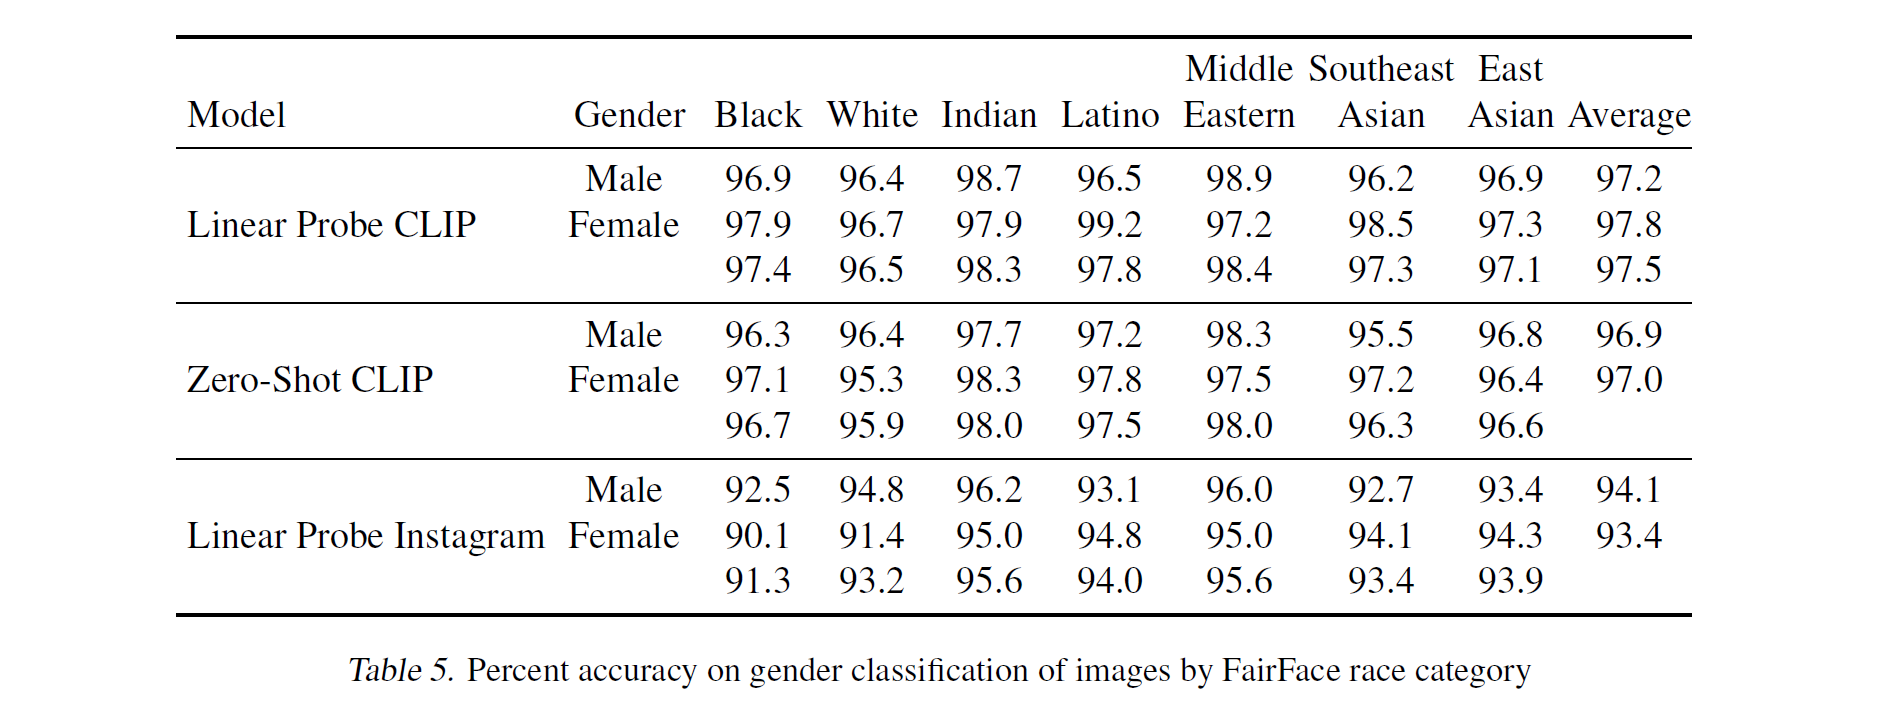 Middle Southeast East
Model Gender Black White Indian Latino Eastern Asian Asian Average
Male 96.9 96.4 98.7 96.5 98.9 96.2 96.9 97.2
Linear Probe CLIP Female 97.9 96.7 97.9 99.2 97.2 98.5 97.3 97.8
97.4 96.5 98.3 97.8 98.4 97.3 97.1 97.5
Male 96.3 96.4 97.7 97.2 98.3 95.5 96.8 96.9
Zero-Shot CLIP Female 97.1 95.3 98.3 97.8 97.5 97.2 96.4 97.0
96.7 95.9 98.0 97.5 98.0 96.3 96.6
Male 92.5 94.8 96.2 93.1 96.0 92.7 93.4 94.1
Linear Probe Instagram Female 90.1 91.4 95.0 94.8 95.0 94.1 94.3 93.4
91.3 93.2 95.6 94.0 95.6 93.4 93.9
Table 5. Percent accuracy on gender classification of images by FairFace race category